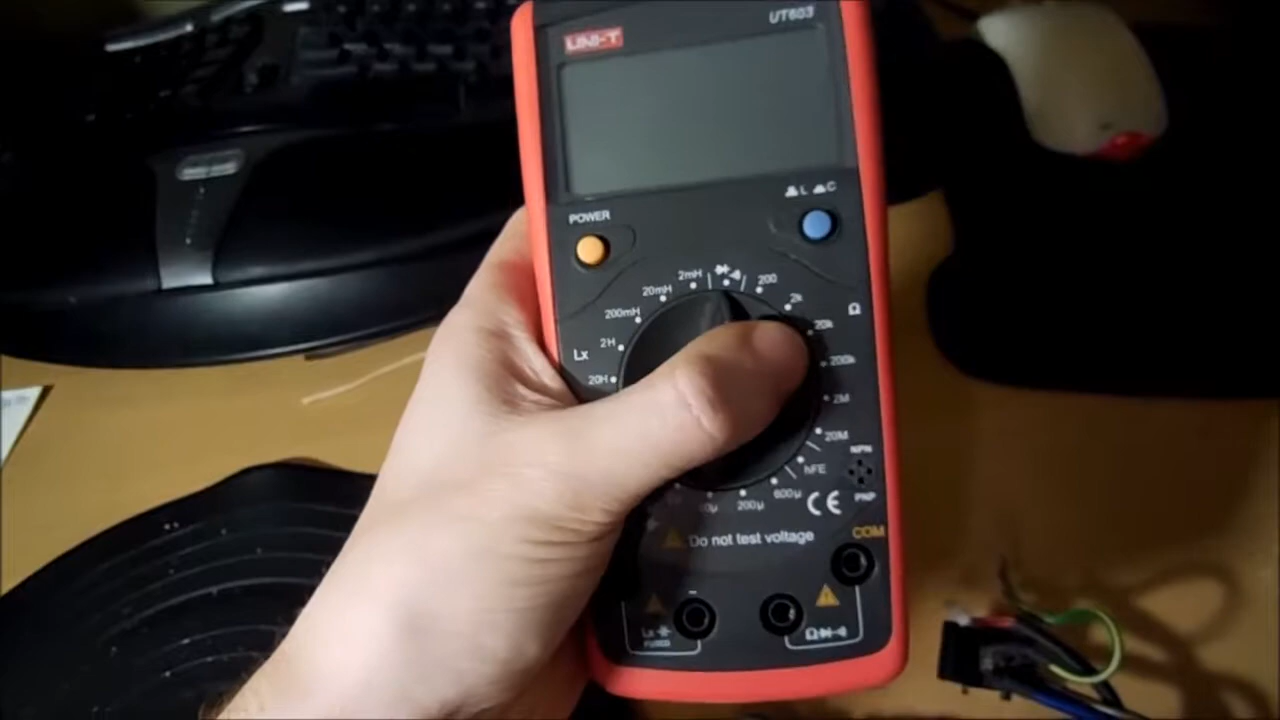 UNI-T
UT603
L C
POWER
2mH
200
20mH
2k
200mH
20k
Ω
2H
Lx
200k
20H
2M
20M
NPN
hFE
600µ
PNP
200µ
CE
Do not test voltage
COM
Lx
FUSED
Ω